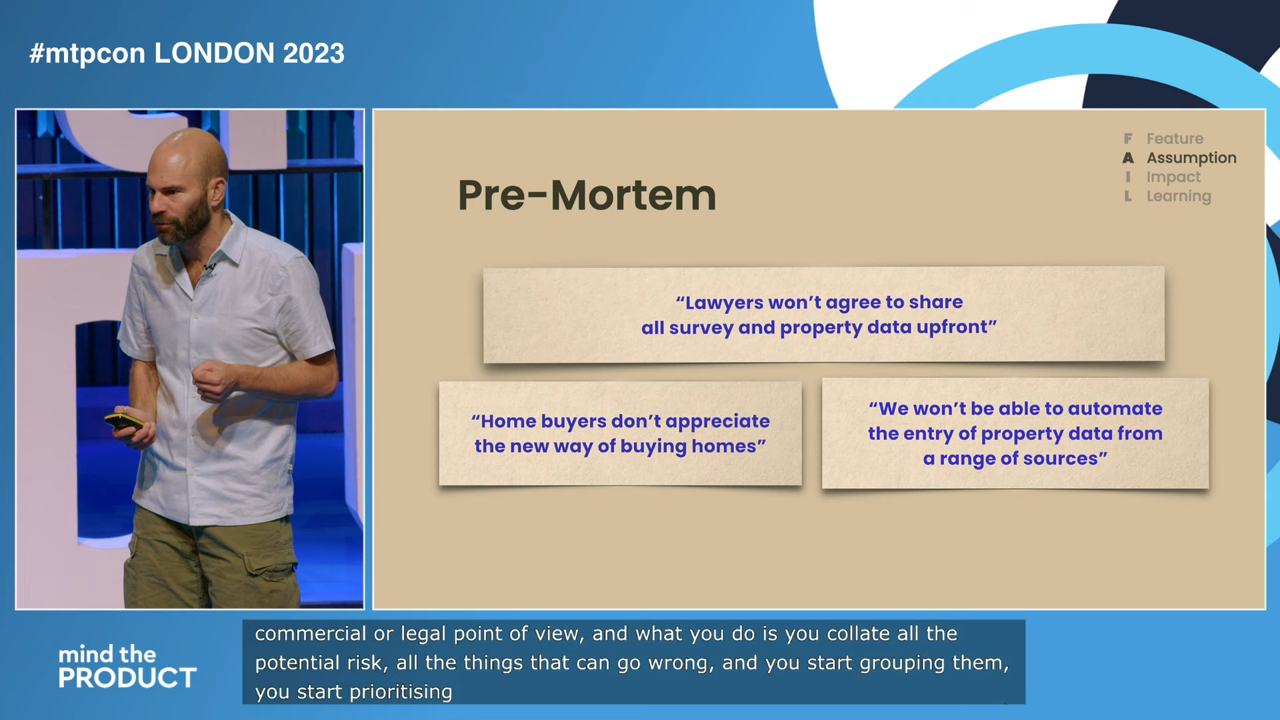 #mtpcon LONDON 2023
F Feature
A Assumption
I Impact
L Learning
Pre-Mortem
“Lawyers won’t agree to share
all survey and property data upfront”
“Home buyers don’t appreciate
the new way of buying homes”
“We won’t be able to automate
the entry of property data from
a range of sources”
mind the
PRODUCT
commercial or legal point of view, and what you do is you collate all the
potential risk, all the things that can go wrong, and you start grouping them,
you start prioritising